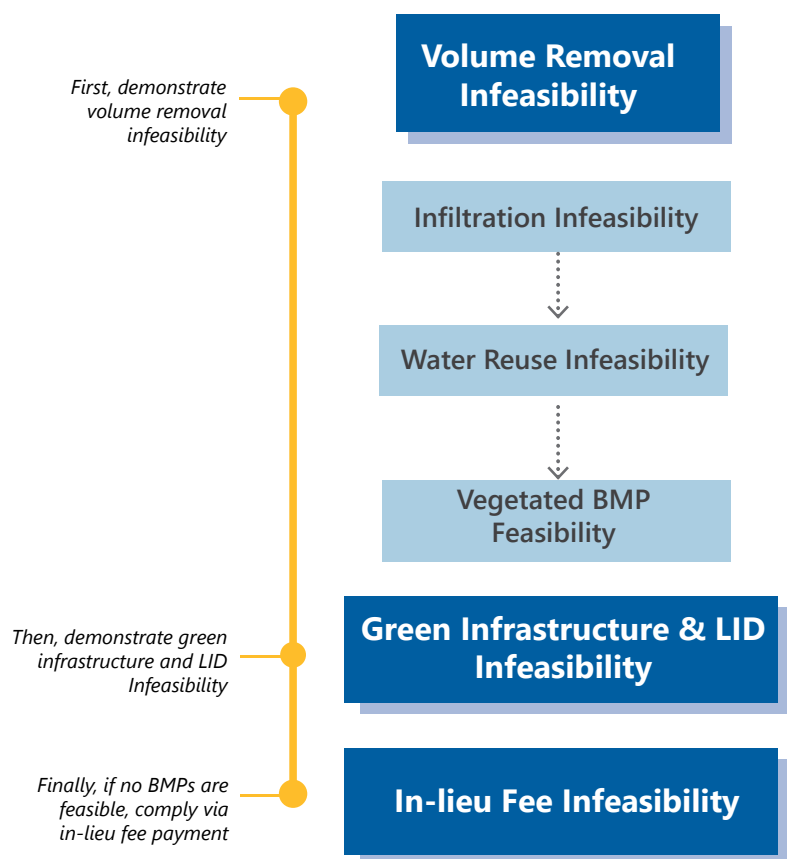 First, demonstrate
volume removal
infeasibility
Volume Removal
Infeasibility
Infiltration Infeasibility
Water Reuse Infeasibility
Vegetated BMP
Feasibility
Then, demonstrate green
infrastructure and LID
Infeasibility
Green Infrastructure & LID
Infeasibility
Finally, if no BMPs are
feasible, comply via
in-lieu fee payment
In-lieu Fee Infeasibility